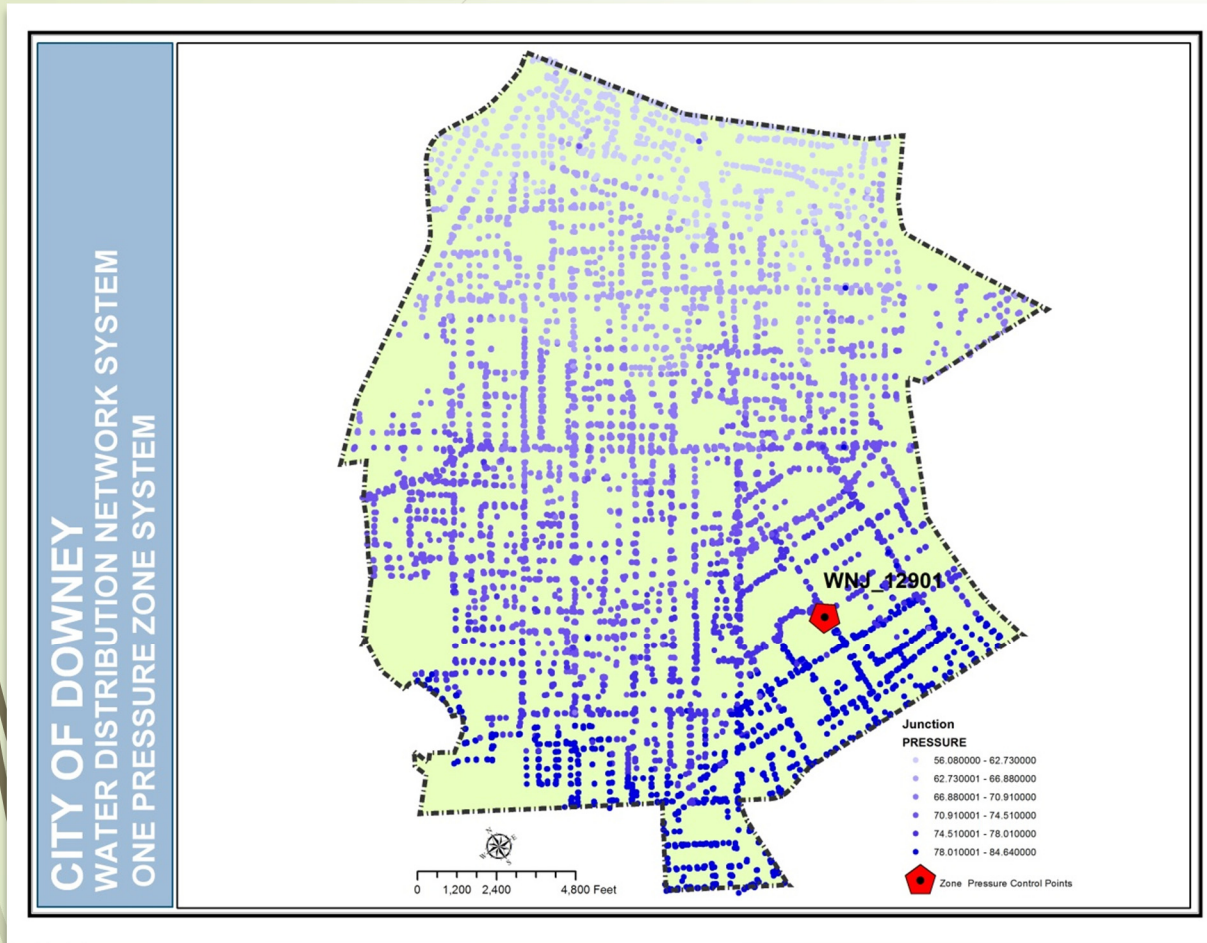 CITY OF DOWNEY
WATER DISTRIBUTION NETWORK SYSTEM
ONE PRESSURE ZONE SYSTEM
WNJ_12901
Junction
PRESSURE
56.080000 - 62.730000
62.730001 - 66.880000
66.880001 - 70.910000
70.910001 - 74.510000
74.510001 - 78.010000
78.010001 - 84.640000
Zone Pressure Control Points
N
E
W
S
0 1,200 2,400 4,800 Feet